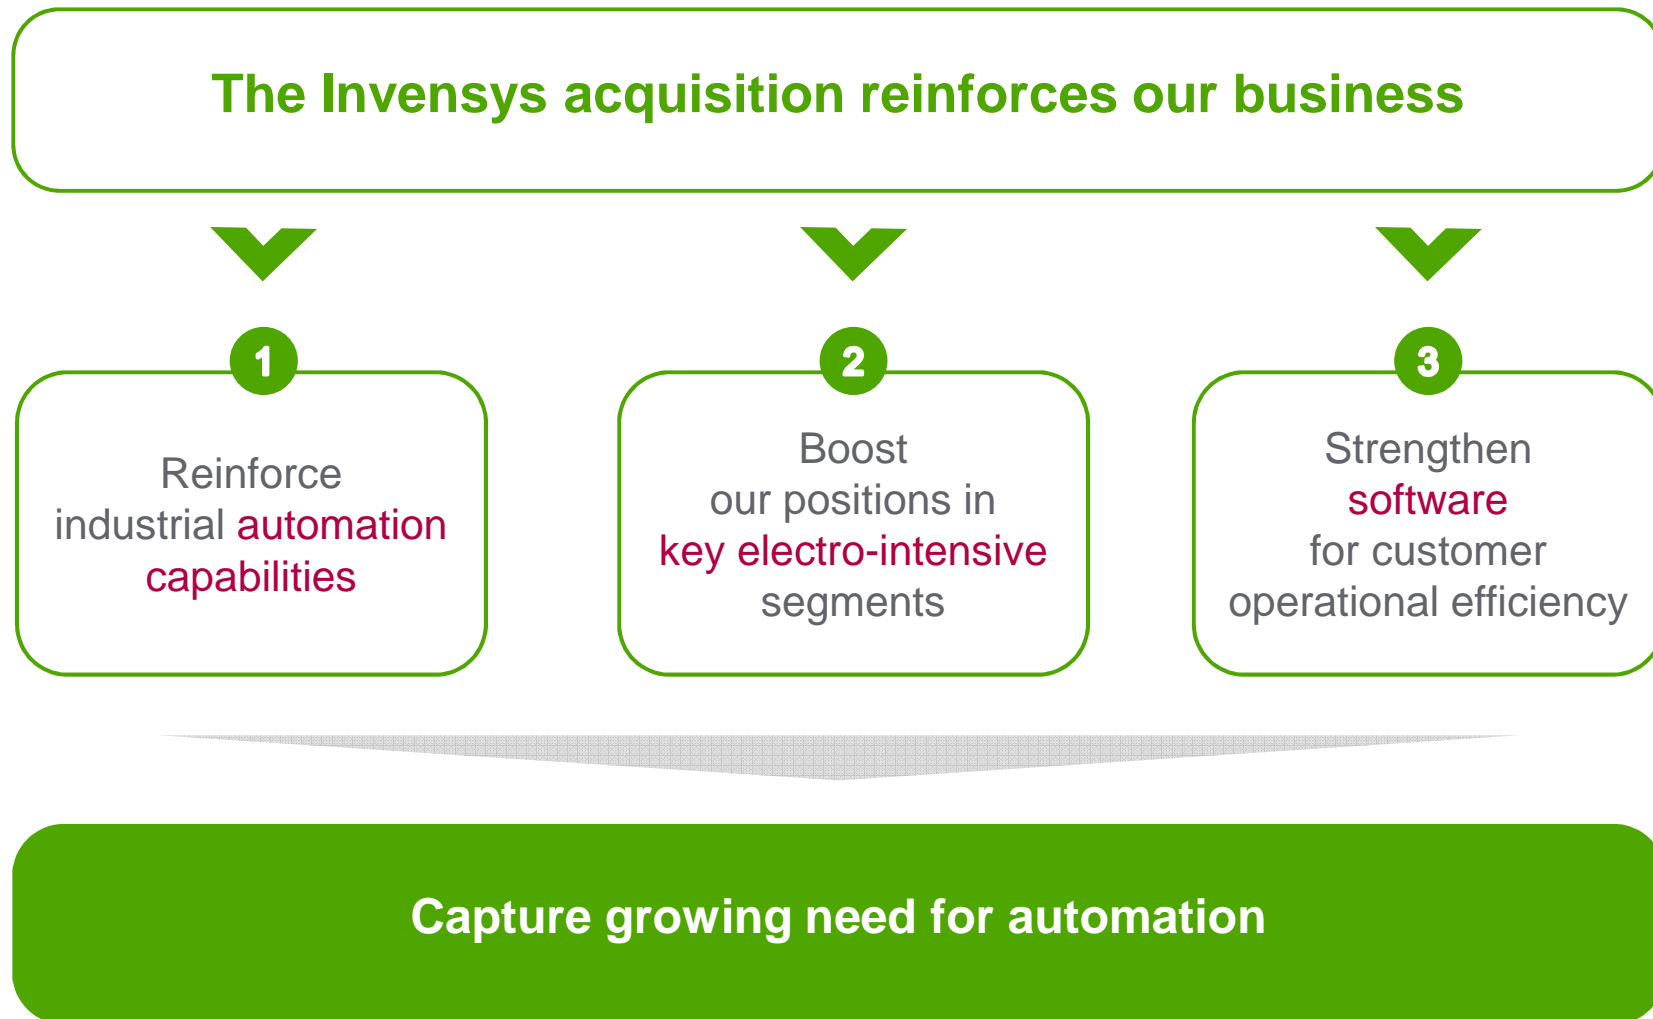 The Invensys acquisition reinforces our business
1
Reinforce
industrial automation
capabilities
2
Boost
our positions in
key electro-intensive
segments
3
Strengthen
software
for customer
operational efficiency
Capture growing need for automation